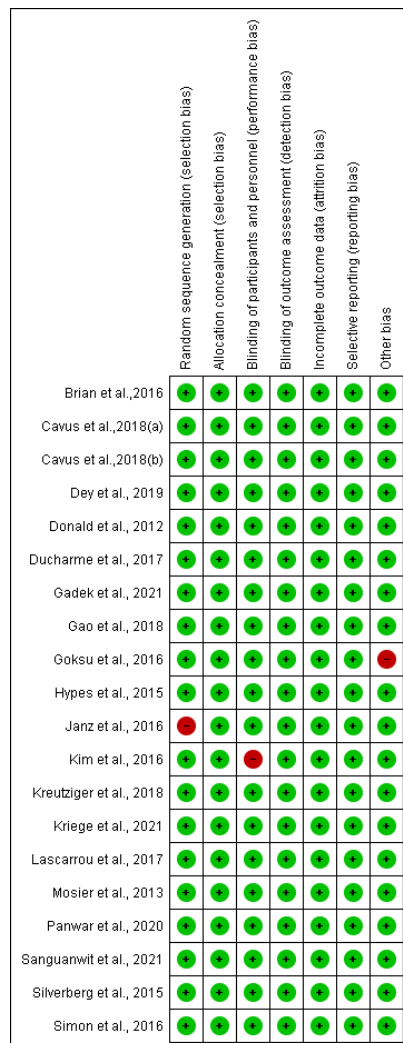 Random sequence generation (selection bias)
Allocation concealment (selection bias)
Blinding of participants and personnel (performance bias)
Blinding of outcome assessment (detection bias)
Incomplete outcome data (attrition bias)
Selective reporting (reporting bias)
Other bias
Brian et al.,2016 + + + + + + +
Cavus et al.,2018(a) + + + + + + +
Cavus et al.,2018(b) + + + + + + +
Dey et al., 2019 + + + + + + +
Donald et al. 2012 + + + + + + +
Ducharme et al. 2017 + + + + + + +
Gadek et al. 2021 + + + + + + +
Gao et al., 2018 + + + + + + +
Goksu et al., 2016 + + + + + + -
Hypes et al., 2015 + + + + + + +
Janz et al., 2016 - + + + + + +
Kim et al., 2016 + + - + + + +
Kreutziger et al., 2018 + + + + + + +
Kriege et al., 2021 + + + + + + +
Lascarrou et al., 2017 + + + + + + +
Mosier et al., 2013 + + + + + + +
Panwar et al., 2020 + + + + + + +
Sanguanwit et al., 2021 + + + + + + +
Silverberg et al., 2015 + + + + + + +
Simon et al., 2016 + + + + + + +